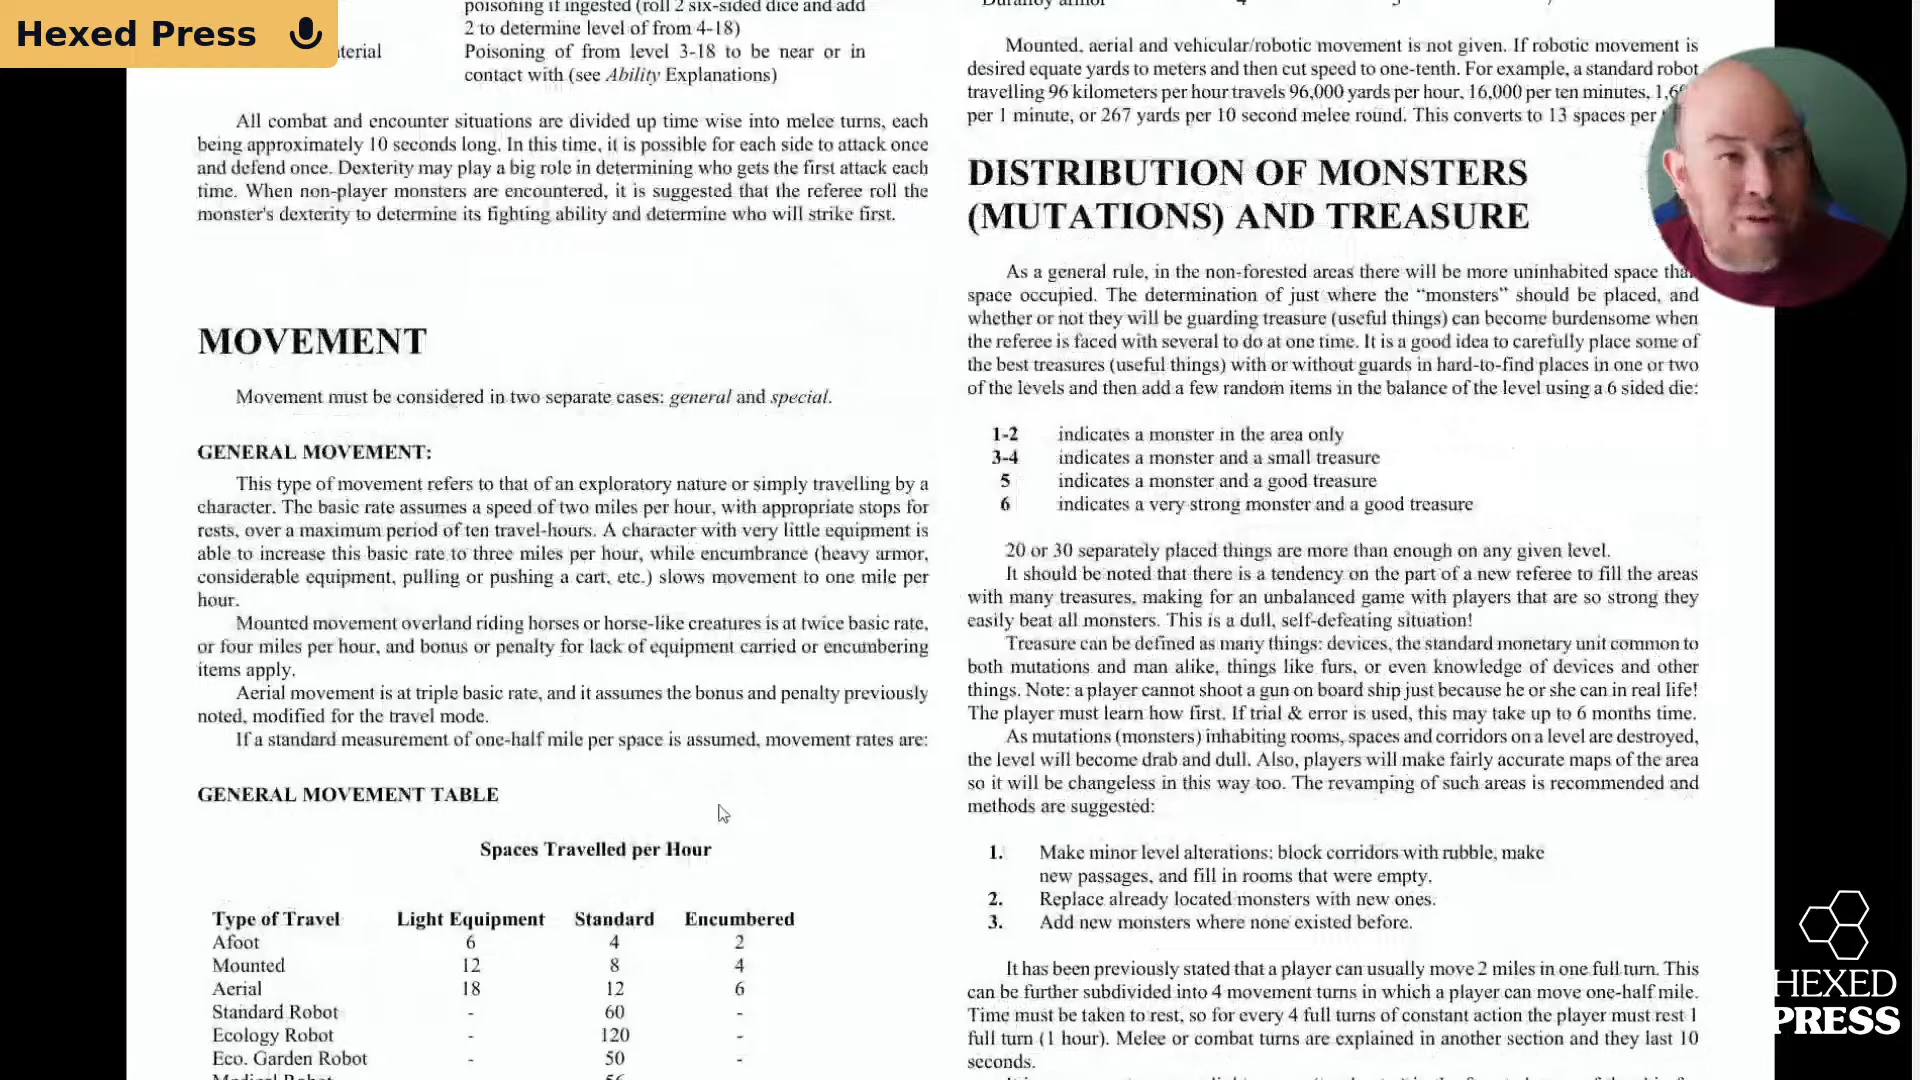 Hexed Press
poisoning if ingested (roll 2 six-sided dice and add
2 to determine level of from 4-18)
terial Poisoning of from level 3-18 to be near or in
contact with (see Ability Explanations)
All combat and encounter situations are divided up time wise into melee turns, each
being approximately 10 seconds long. In this time, it is possible for each side to attack once
and defend once. Dexterity may play a big role in determining who gets the first attack each
time. When non-player monsters are encountered, it is suggested that the referee roll the
monster's dexterity to determine its fighting ability and determine who will strike first.
MOVEMENT
Movement must be considered in two separate cases: general and special.
GENERAL MOVEMENT:
This type of movement refers to that of an exploratory nature or simply travelling by a
character. The basic rate assumes a speed of two miles per hour, with appropriate stops for
rests, over a maximum period of ten travel-hours. A character with very little equipment is
able to increase this basic rate to three miles per hour, while encumbrance (heavy armor,
considerable equipment, pulling or pushing a cart, etc.) slows movement to one mile per
hour.
Mounted movement overland riding horses or horse-like creatures is at twice basic rate,
or four miles per hour, and bonus or penalty for lack of equipment carried or encumbering
items apply.
Aerial movement is at triple basic rate, and it assumes the bonus and penalty previously
noted, modified for the travel mode.
If a standard measurement of one-half mile per space is assumed, movement rates are:
GENERAL MOVEMENT TABLE
Spaces Travelled per Hour
Type of Travel Light Equipment Standard Encumbered
Afoot 6 4 2
Mounted 12 8 4
Aerial 18 12 6
Standard Robot - 60 -
Ecology Robot - 120 -
Eco. Garden Robot - 50 -
Medical Robot - 56 -
armor
Mounted, aerial and vehicular/robotic movement is not given. If robotic movement is
desired equate yards to meters and then cut speed to one-tenth. For example, a standard robot
travelling 96 kilometers per hour travels 96,000 yards per hour, 16,000 per ten minutes, 1,6
per 1 minute, or 267 yards per 10 second melee round. This converts to 13 spaces per
DISTRIBUTION OF MONSTERS
(MUTATIONS) AND TREASURE
As a general rule, in the non-forested areas there will be more uninhabited space tha
space occupied. The determination of just where the “monsters” should be placed, and
whether or not they will be guarding treasure (useful things) can become burdensome when
the referee is faced with several to do at one time. It is a good idea to carefully place some of
the best treasures (useful things) with or without guards in hard-to-find places in one or two
of the levels and then add a few random items in the balance of the level using a 6 sided die:
1-2 indicates a monster in the area only
3-4 indicates a monster and a small treasure
5 indicates a monster and a good treasure
6 indicates a very strong monster and a good treasure
20 or 30 separately placed things are more than enough on any given level.
It should be noted that there is a tendency on the part of a new referee to fill the areas
with many treasures, making for an unbalanced game with players that are so strong they
easily beat all monsters. This is a dull, self-defeating situation!
Treasure can be defined as many things: devices, the standard monetary unit common to
both mutations and man alike, things like furs, or even knowledge of devices and other
things. Note: a player cannot shoot a gun on board ship just because he or she can in real life!
The player must learn how first. If trial & error is used, this may take up to 6 months time.
As mutations (monsters) inhabiting rooms, spaces and corridors on a level are destroyed,
the level will become drab and dull. Also, players will make fairly accurate maps of the area
so it will be changeless in this way too. The revamping of such areas is recommended and
methods are suggested:
1. Make minor level alterations: block corridors with rubble, make
new passages, and fill in rooms that were empty.
2. Replace already located monsters with new ones.
3. Add new monsters where none existed before.
It has been previously stated that a player can usually move 2 miles in one full turn. This
can be further subdivided into 4 movement turns in which a player can move one-half mile.
Time must be taken to rest, so for every 4 full turns of constant action the player must rest 1
full turn (1 hour). Melee or combat turns are explained in another section and they last 10
seconds.
HEXED
PRESS